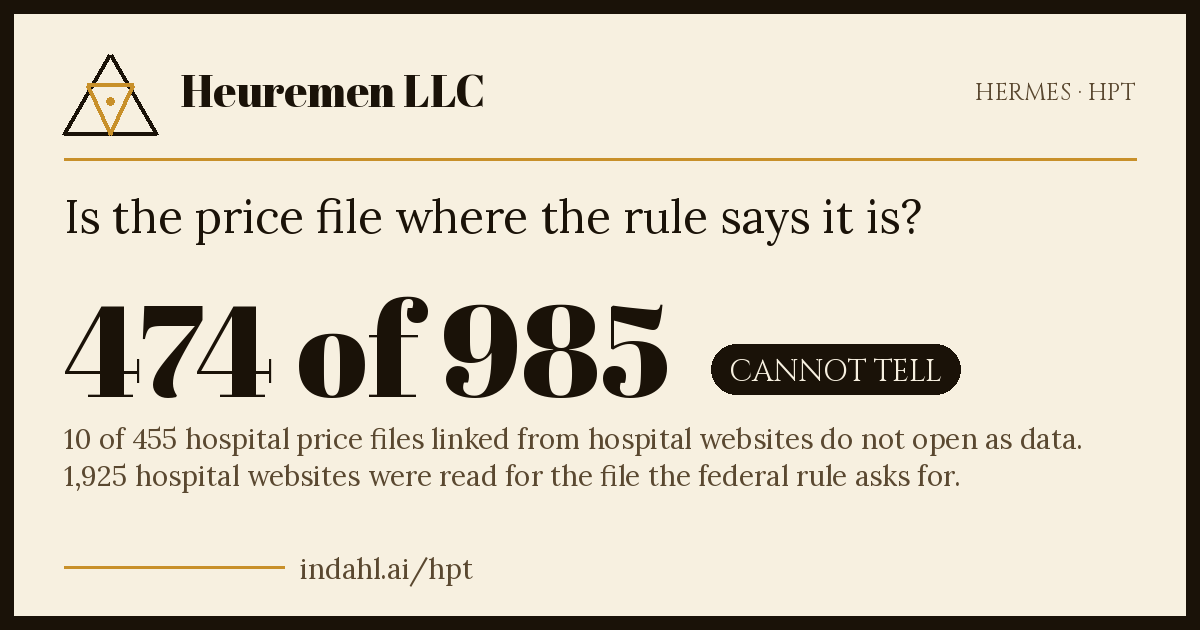 Heuremen LLC
HERMES · HPT
Is the price file where the rule says it is?
474 of 985
CANNOT TELL
10 of 455 hospital price files linked from hospital websites do not open as data.
1,925 hospital websites were read for the file the federal rule asks for.
indahl.ai/hpt